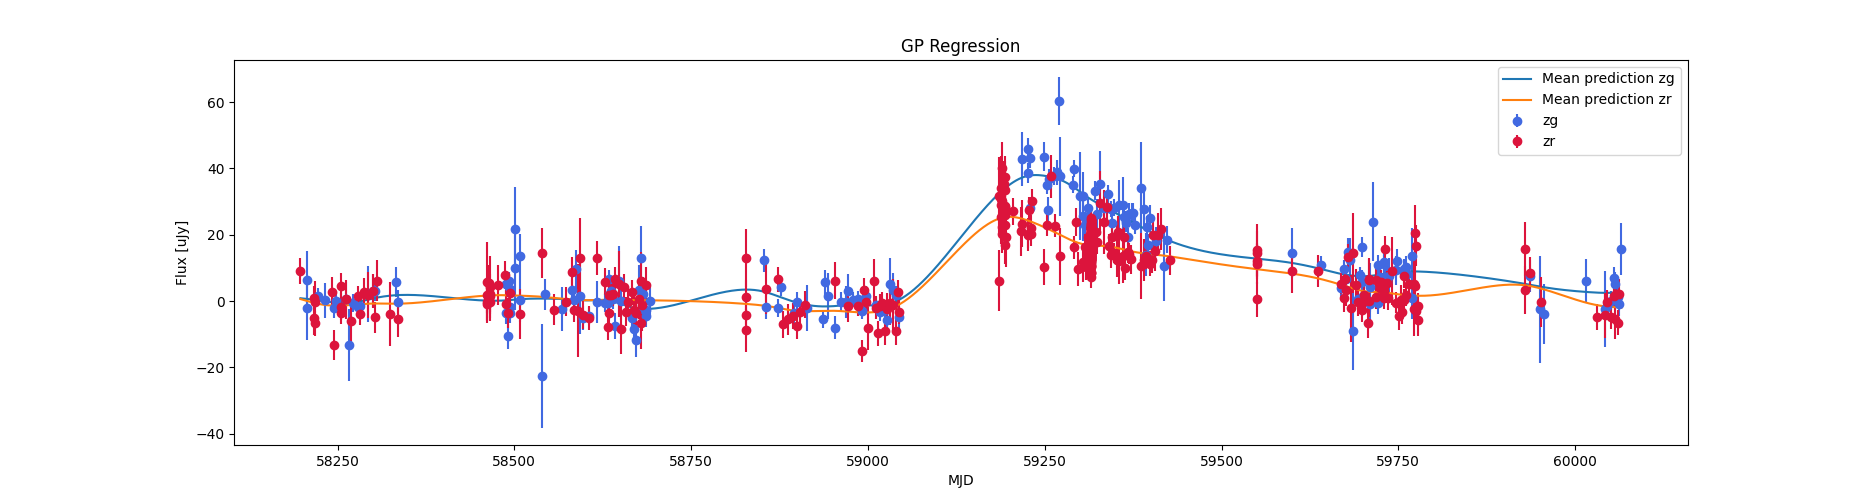 GP Regression
Flux [uJy]
60
40
20
0
−20
−40
58250
58500
58750
59000
59250
59500
59750
60000
MJD
Mean prediction zg
Mean prediction zr
zg
zr